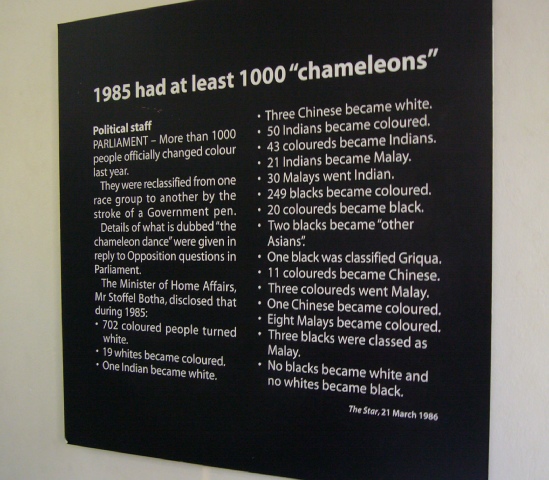 1985 had at least 1000 "chameleons"
Political staff
PARLIAMENT – More than 1000
people officially changed colour
last year.
They were reclassified from one
race group to another by the
stroke of a Government pen.
Details of what is dubbed "the
chameleon dance" were given in
reply to Opposition questions in
Parliament.
The Minister of Home Affairs,
Mr Stoffel Botha, disclosed that
during 1985:
• 702 coloured people turned
white.
• 19 whites became coloured.
• One Indian became white.
• Three Chinese became white.
• 50 Indians became coloured.
• 43 coloureds became Indians.
• 21 Indians became Malay.
• 30 Malays went Indian.
• 249 blacks became coloured.
• 20 coloureds became black.
• Two blacks became "other
Asians".
• One black was classified Griqua.
• 11 coloureds became Chinese.
• Three coloureds went Malay.
• One Chinese became coloured.
• Eight Malays became coloured.
• Three blacks were classed as
Malay.
• No blacks became white and
no whites became black.
The Star, 21 March 1986